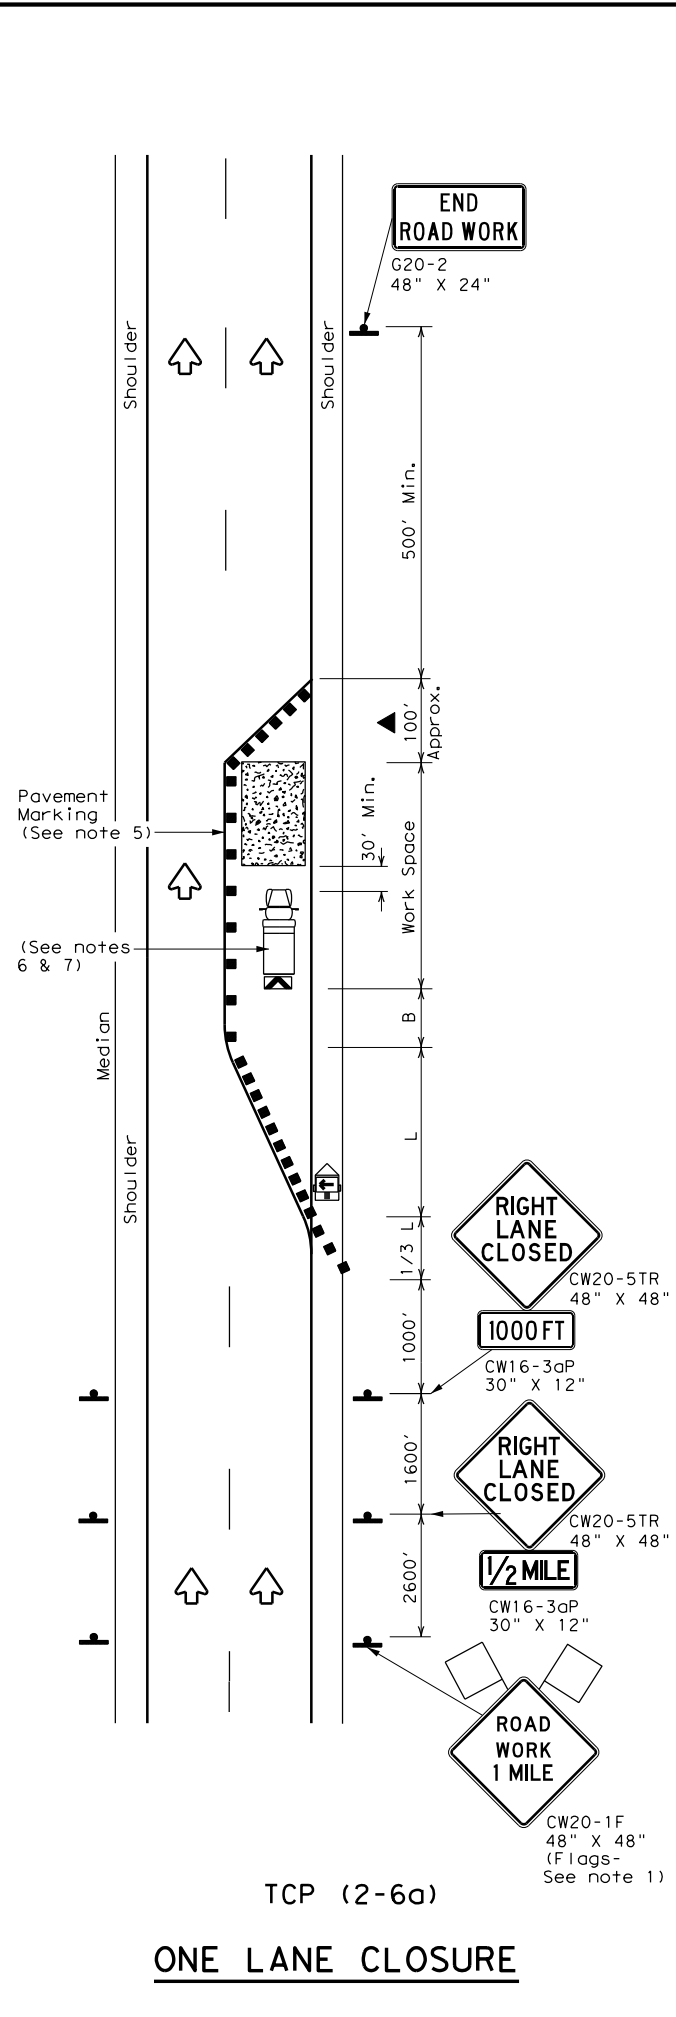 END
ROAD WORK
G20-2
48" X 24"
Shoulder
Shoulder
500' Min.
100'
Approx.
30' Min.
Pavement
Marking
(See note 5)
Work Space
(See notes
6 & 7)
B
Median
L
Shoulder
1/3 L
RIGHT
LANE
CLOSED
CW20-5TR
48" X 48"
1000 FT
CW16-3aP
30" X 12"
1000'
1600'
RIGHT
LANE
CLOSED
CW20-5TR
48" X 48"
1/2 MILE
CW16-3aP
30" X 12"
2600'
ROAD
WORK
1 MILE
CW20-1F
48" X 48"
(Flags-
See note 1)
TCP (2-6a)
ONE LANE CLOSURE